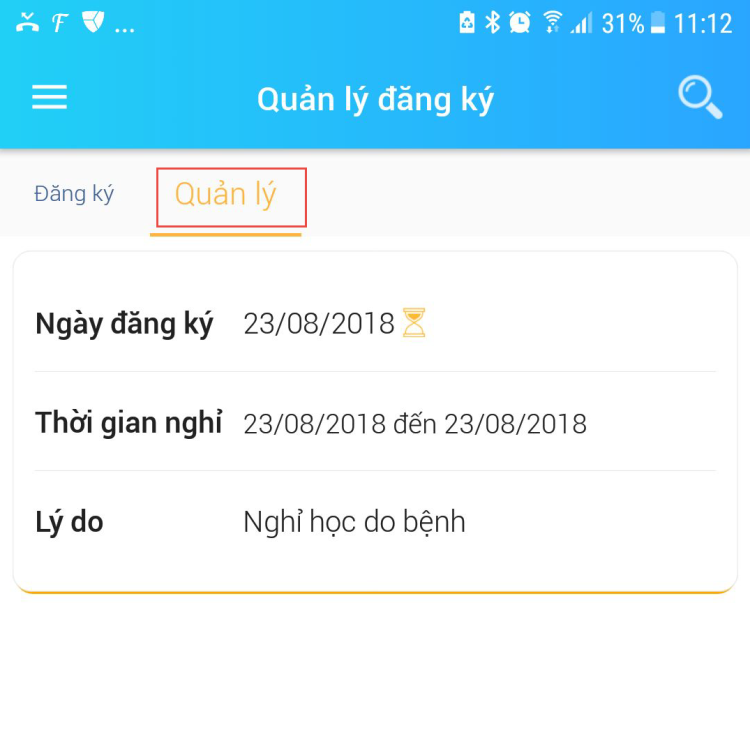 F ... 31% 11:12
Quản lý đăng ký
Đăng ký Quản lý
Ngày đăng ký 23/08/2018
Thời gian nghỉ 23/08/2018 đến 23/08/2018
Lý do Nghỉ học do bệnh